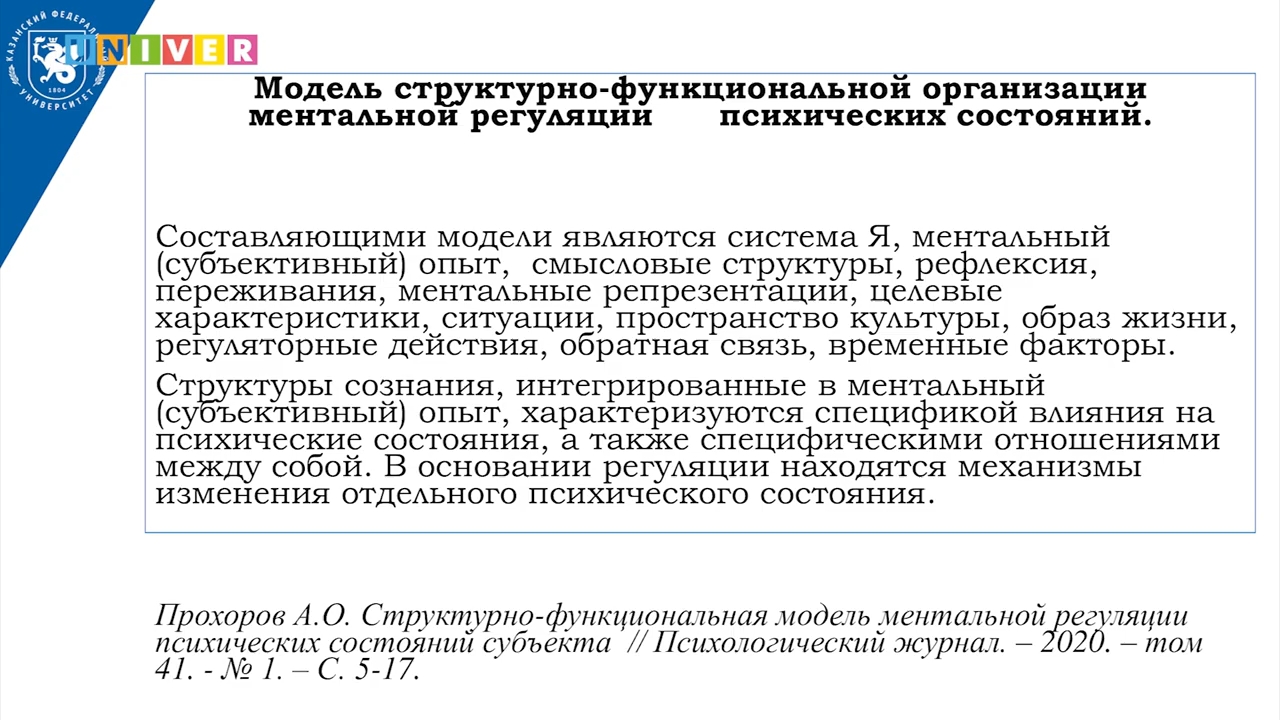 КАЗАНСКИЙ ФЕДЕРАЛ
1804
УНИВЕРСИТЕТ
UNIVER
Модель структурно-функциональной организации
ментальной регуляции психических состояний.
Составляющими модели являются система Я, ментальный
(субъективный) опыт, смысловые структуры, рефлексия,
переживания, ментальные репрезентации, целевые
характеристики, ситуации, пространство культуры, образ жизни,
регуляторные действия, обратная связь, временные факторы.
Структуры сознания, интегрированные в ментальный
(субъективный) опыт, характеризуются спецификой влияния на
психические состояния, а также специфическими отношениями
между собой. В основании регуляции находятся механизмы
изменения отдельного психического состояния.
Прохоров А.О. Структурно-функциональная модель ментальной регуляции
психических состояний субъекта // Психологический журнал. – 2020. – том
41. - № 1. – С. 5-17.